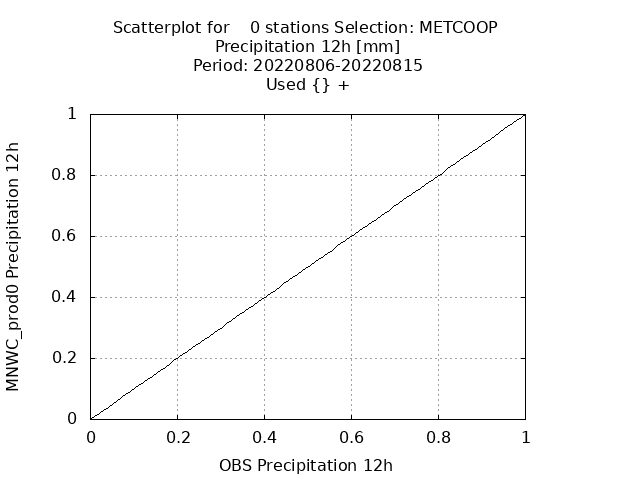 Scatterplot for    0 stations Selection: METCOOP
Precipitation 12h [mm]
Period: 20220806-20220815
Used {} +
MNWC_prod0 Precipitation 12h
1
0.8
0.6
0.4
0.2
0
0 0.2 0.4 0.6 0.8 1
OBS Precipitation 12h